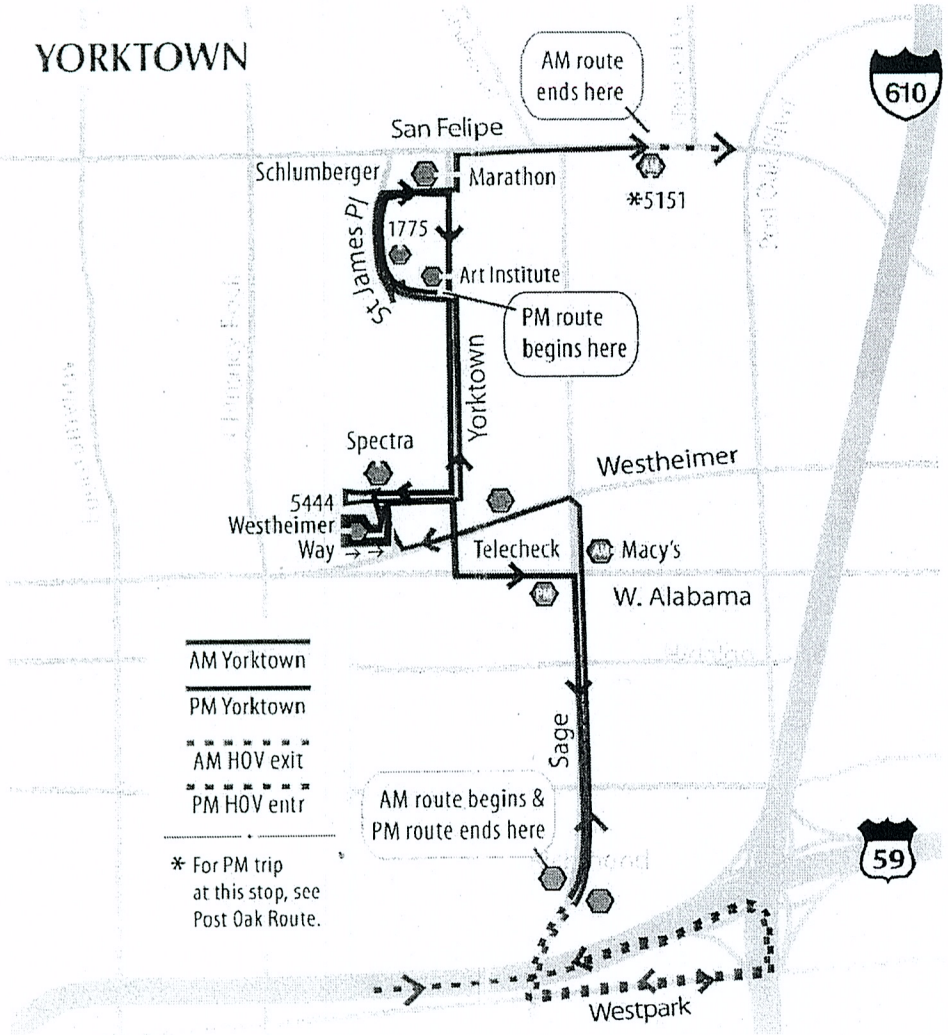 YORKTOWN
AM route
ends here
610
San Felipe
Schlumberger
Marathon
*5151
St James Pl
1775
Art Institute
PM route
begins here
Yorktown
Spectra
Westheimer
5444
Westheimer
Way
Telecheck
Macy's
PM
W. Alabama
AM Yorktown
PM Yorktown
AM HOV exit
PM HOV entr
Sage
AM route begins &
PM route ends here
59
* For PM trip
at this stop, see
Post Oak Route.
Westpark